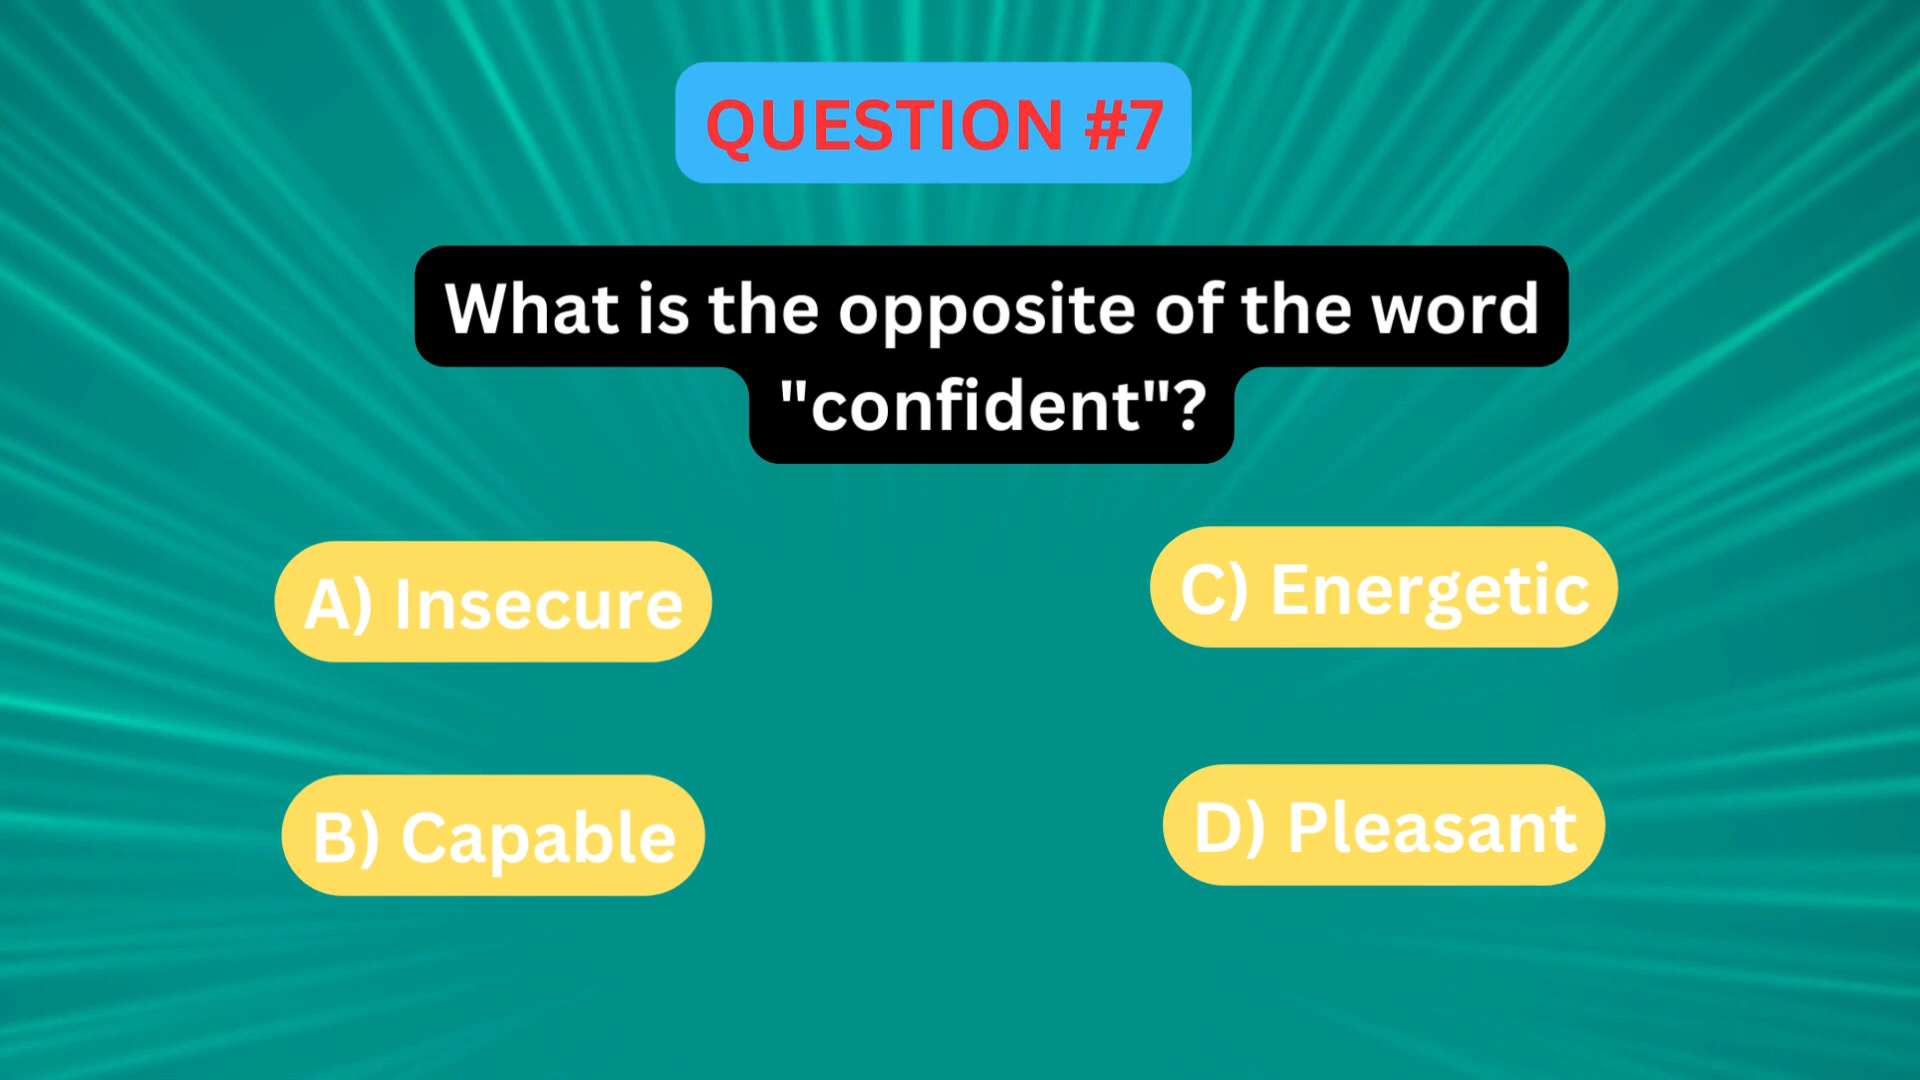 QUESTION #7
What is the opposite of the word
"confident"?
A) Insecure
B) Capable
C) Energetic
D) Pleasant